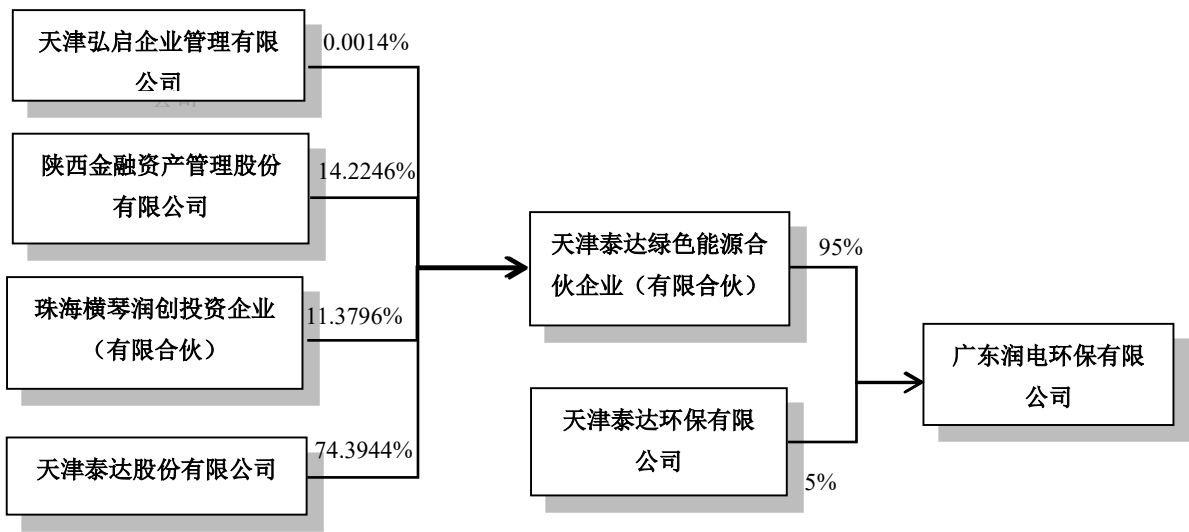 天津弘启企业管理有限
公司
0.0014%
陕西金融资产管理股份
有限公司
14.2246%
珠海横琴润创投资企业
（有限合伙）
11.3796%
天津泰达股份有限公司
74.3944%
天津泰达绿色能源合
伙企业（有限合伙）
95%
天津泰达环保有限
公司
5%
广东润电环保有限
公司